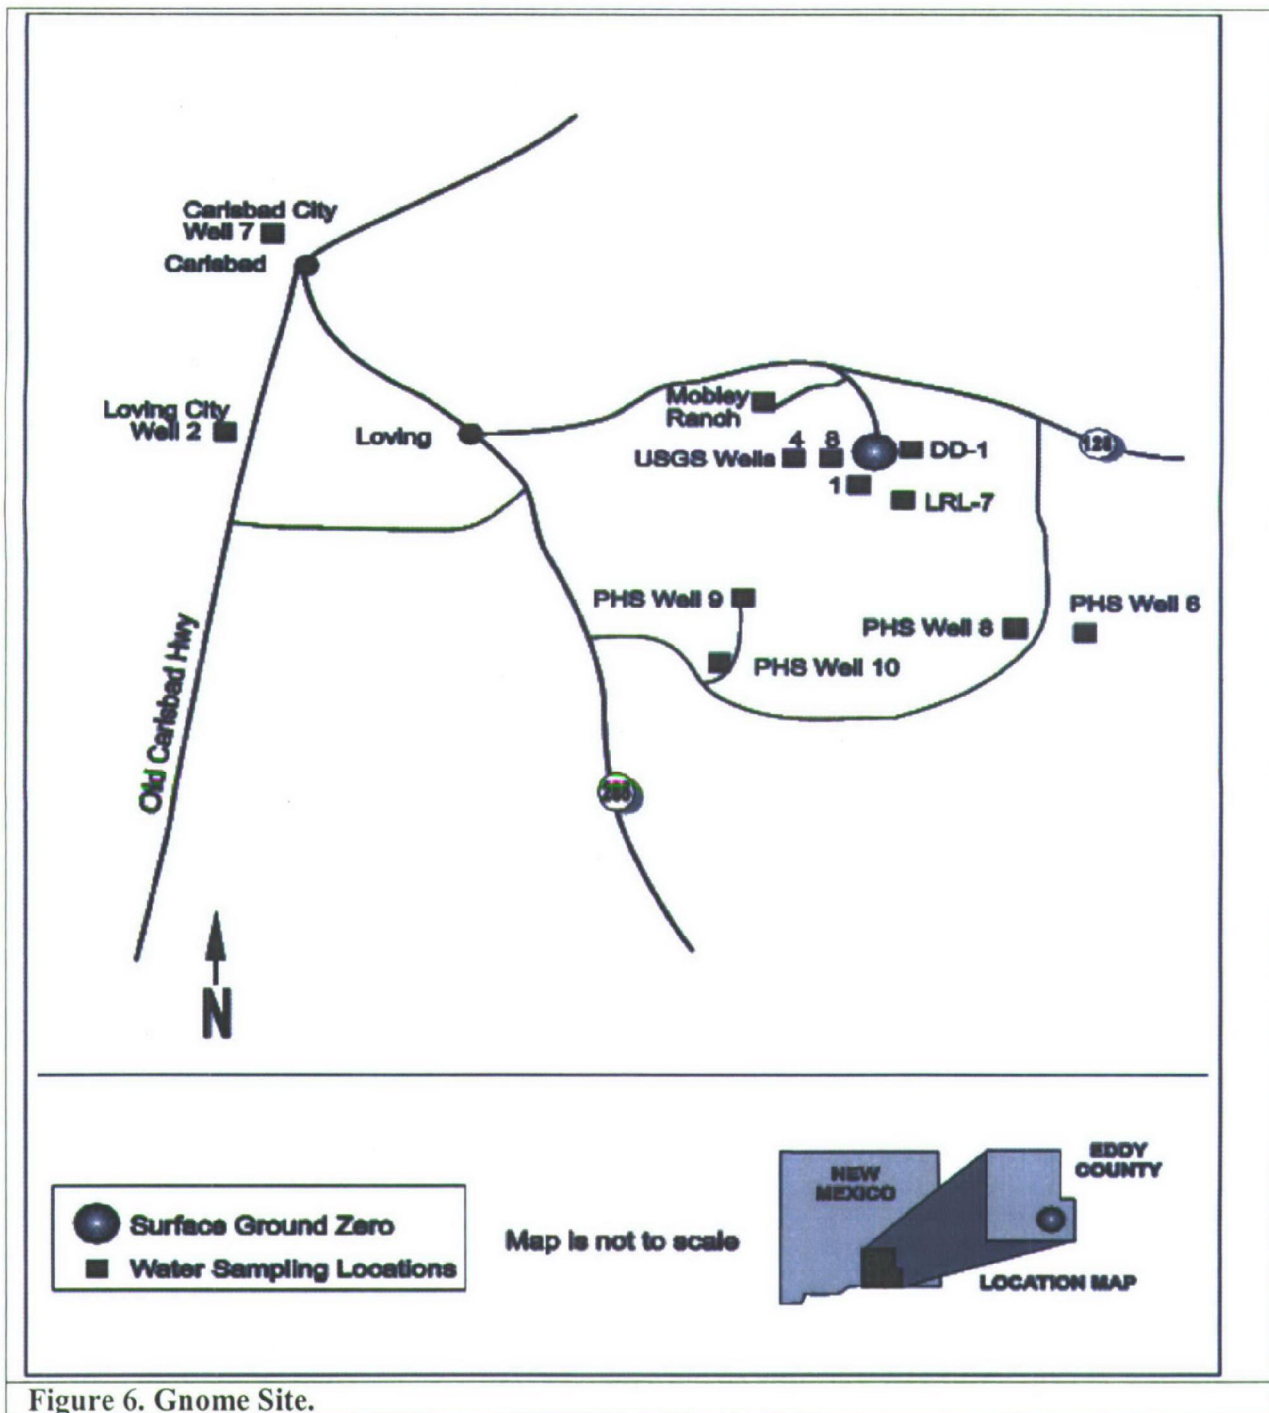 Carlsbad City
Well 7
Carlsbad
Loving City
Well 2
Loving
Mobley
Ranch
4 8
USGS Wells
DD-1
1
LRL-7
128
PHS Well 9
PHS Well 6
PHS Well 8
PHS Well 10
Old Carlsbad Hwy
285
N
Surface Ground Zero
Water Sampling Locations
Map is not to scale
NEW
MEXICO
EDDY
COUNTY
LOCATION MAP
Figure 6. Gnome Site.